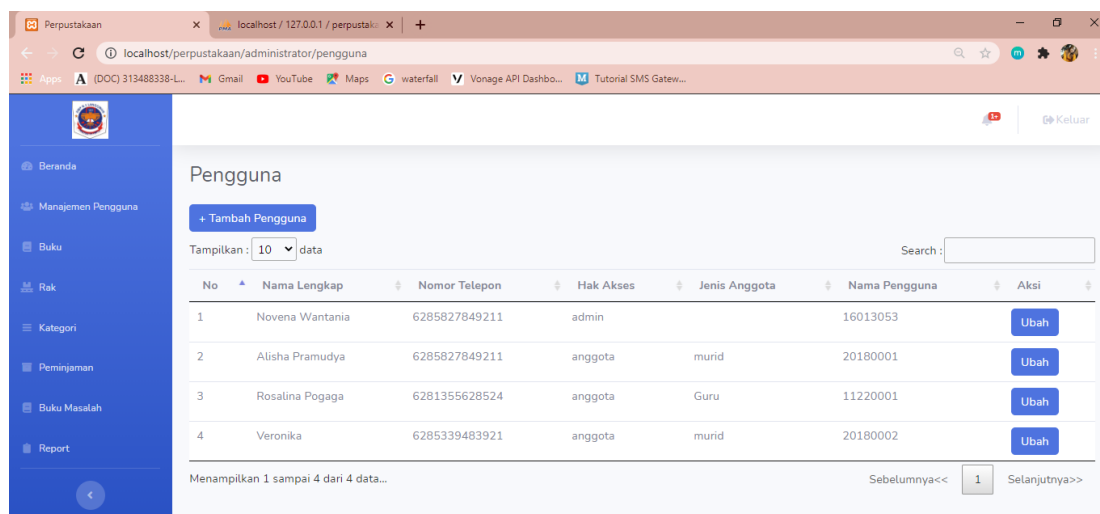 Perpustakaan
localhost / 127.0.0.1 / perpustaka
localhost/perpustakaan/administrator/pengguna
Apps (DOC) 313488338-L... Gmail YouTube Maps waterfall Vonage API Dashbo... Tutorial SMS Gatew...
1+ Keluar
Beranda
Manajemen Pengguna
Buku
Rak
Kategori
Peminjaman
Buku Masalah
Report
Pengguna
+ Tambah Pengguna
Tampilkan : 10 data
Search :
No Nama Lengkap Nomor Telepon Hak Akses Jenis Anggota Nama Pengguna Aksi
1 Novena Wantania 6285827849211 admin 16013053 Ubah
2 Alisha Pramudya 6285827849211 anggota murid 20180001 Ubah
3 Rosalina Pogaga 6281355628524 anggota Guru 11220001 Ubah
4 Veronika 6285339483921 anggota murid 20180002 Ubah
Menampilkan 1 sampai 4 dari 4 data...
Sebelumnya<< 1 Selanjutnya>>